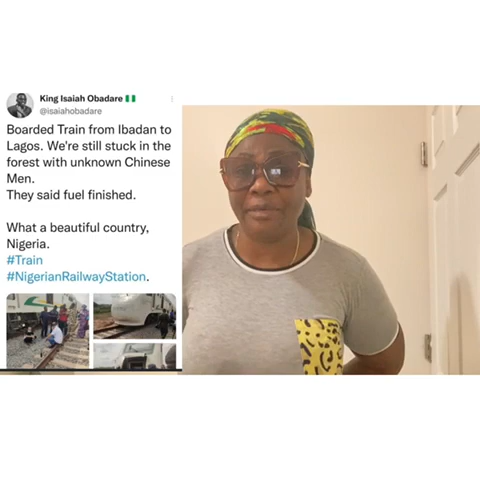 King Isaiah Obadare 🇳🇬
@isaiahobadare
Boarded Train from Ibadan to
Lagos. We're still stuck in the
forest with unknown Chinese
Men.
They said fuel finished.
What a beautiful country,
Nigeria.
#Train
#NigerianRailwayStation.